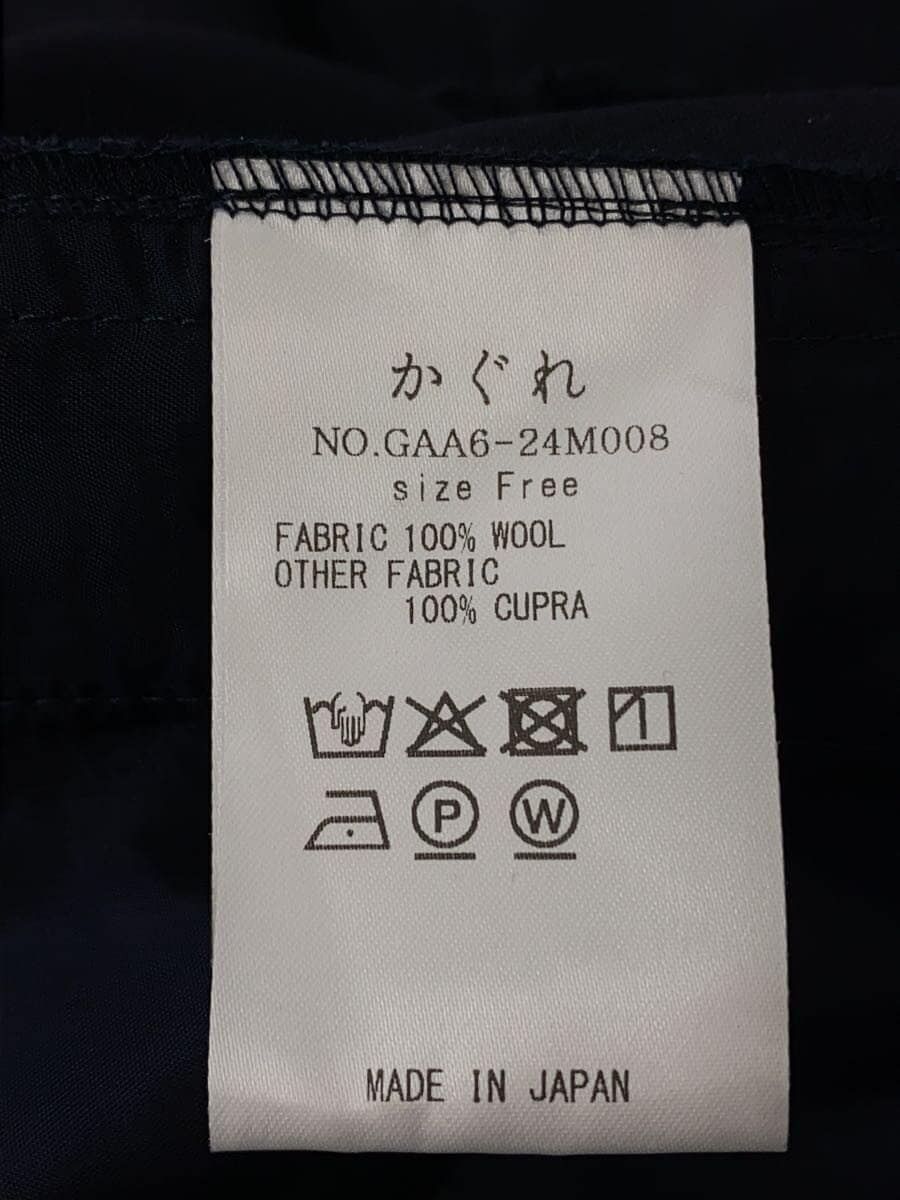 かぐれ
NO.GAA6-24M008
size Free
FABRIC 100% WOOL
OTHER FABRIC
100% CUPRA
P W
MADE IN JAPAN